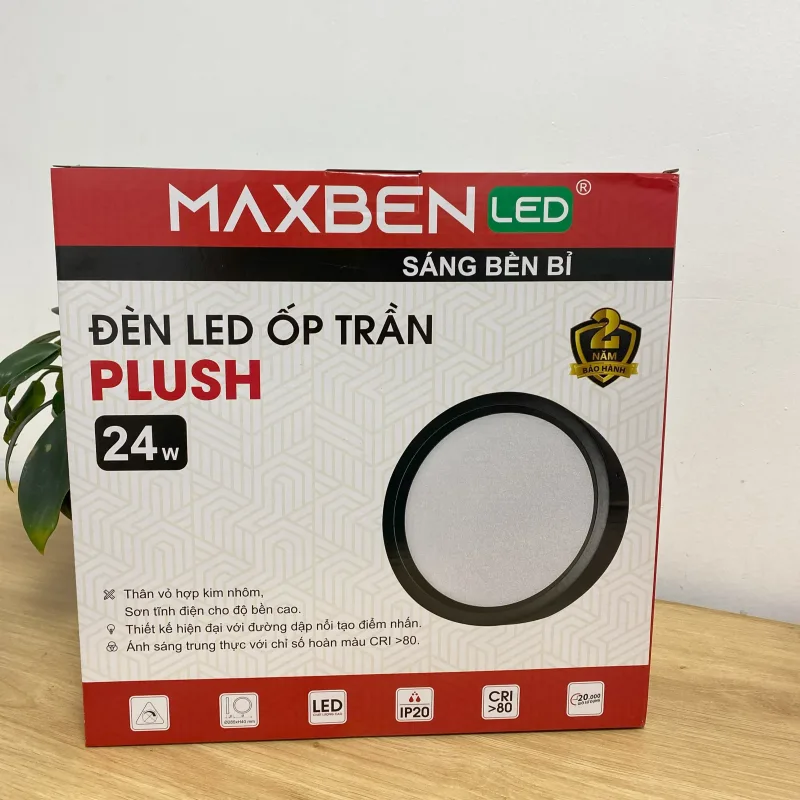 MAXBEN LED ®
SÁNG BỀN BỈ
ĐÈN LED ỐP TRẦN
PLUSH
24w
2
NĂM
BẢO HÀNH
Thân vỏ hợp kim nhôm,
Sơn tĩnh điện cho độ bền cao.
Thiết kế hiện đại với đường dập nổi tạo điểm nhấn.
Ánh sáng trung thực với chỉ số hoàn màu CRI >80.
LED
IP20
CRI
>80
20.000